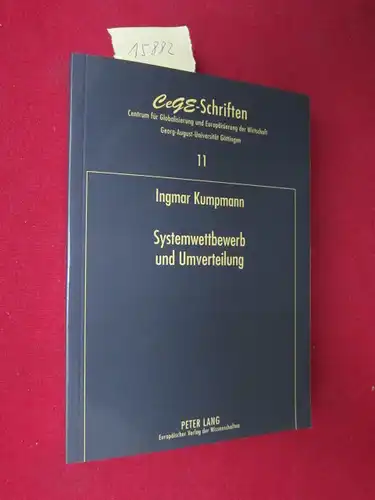 15882
CeGE-Schriften
Centrum für Globalisierung und Europäisierung der Wirtschaft
Georg-August-Universität Göttingen
11
Ingmar Kumpmann
Systemwettbewerb
und Umverteilung
PETER LANG
Europäischer Verlag der Wissenschaften